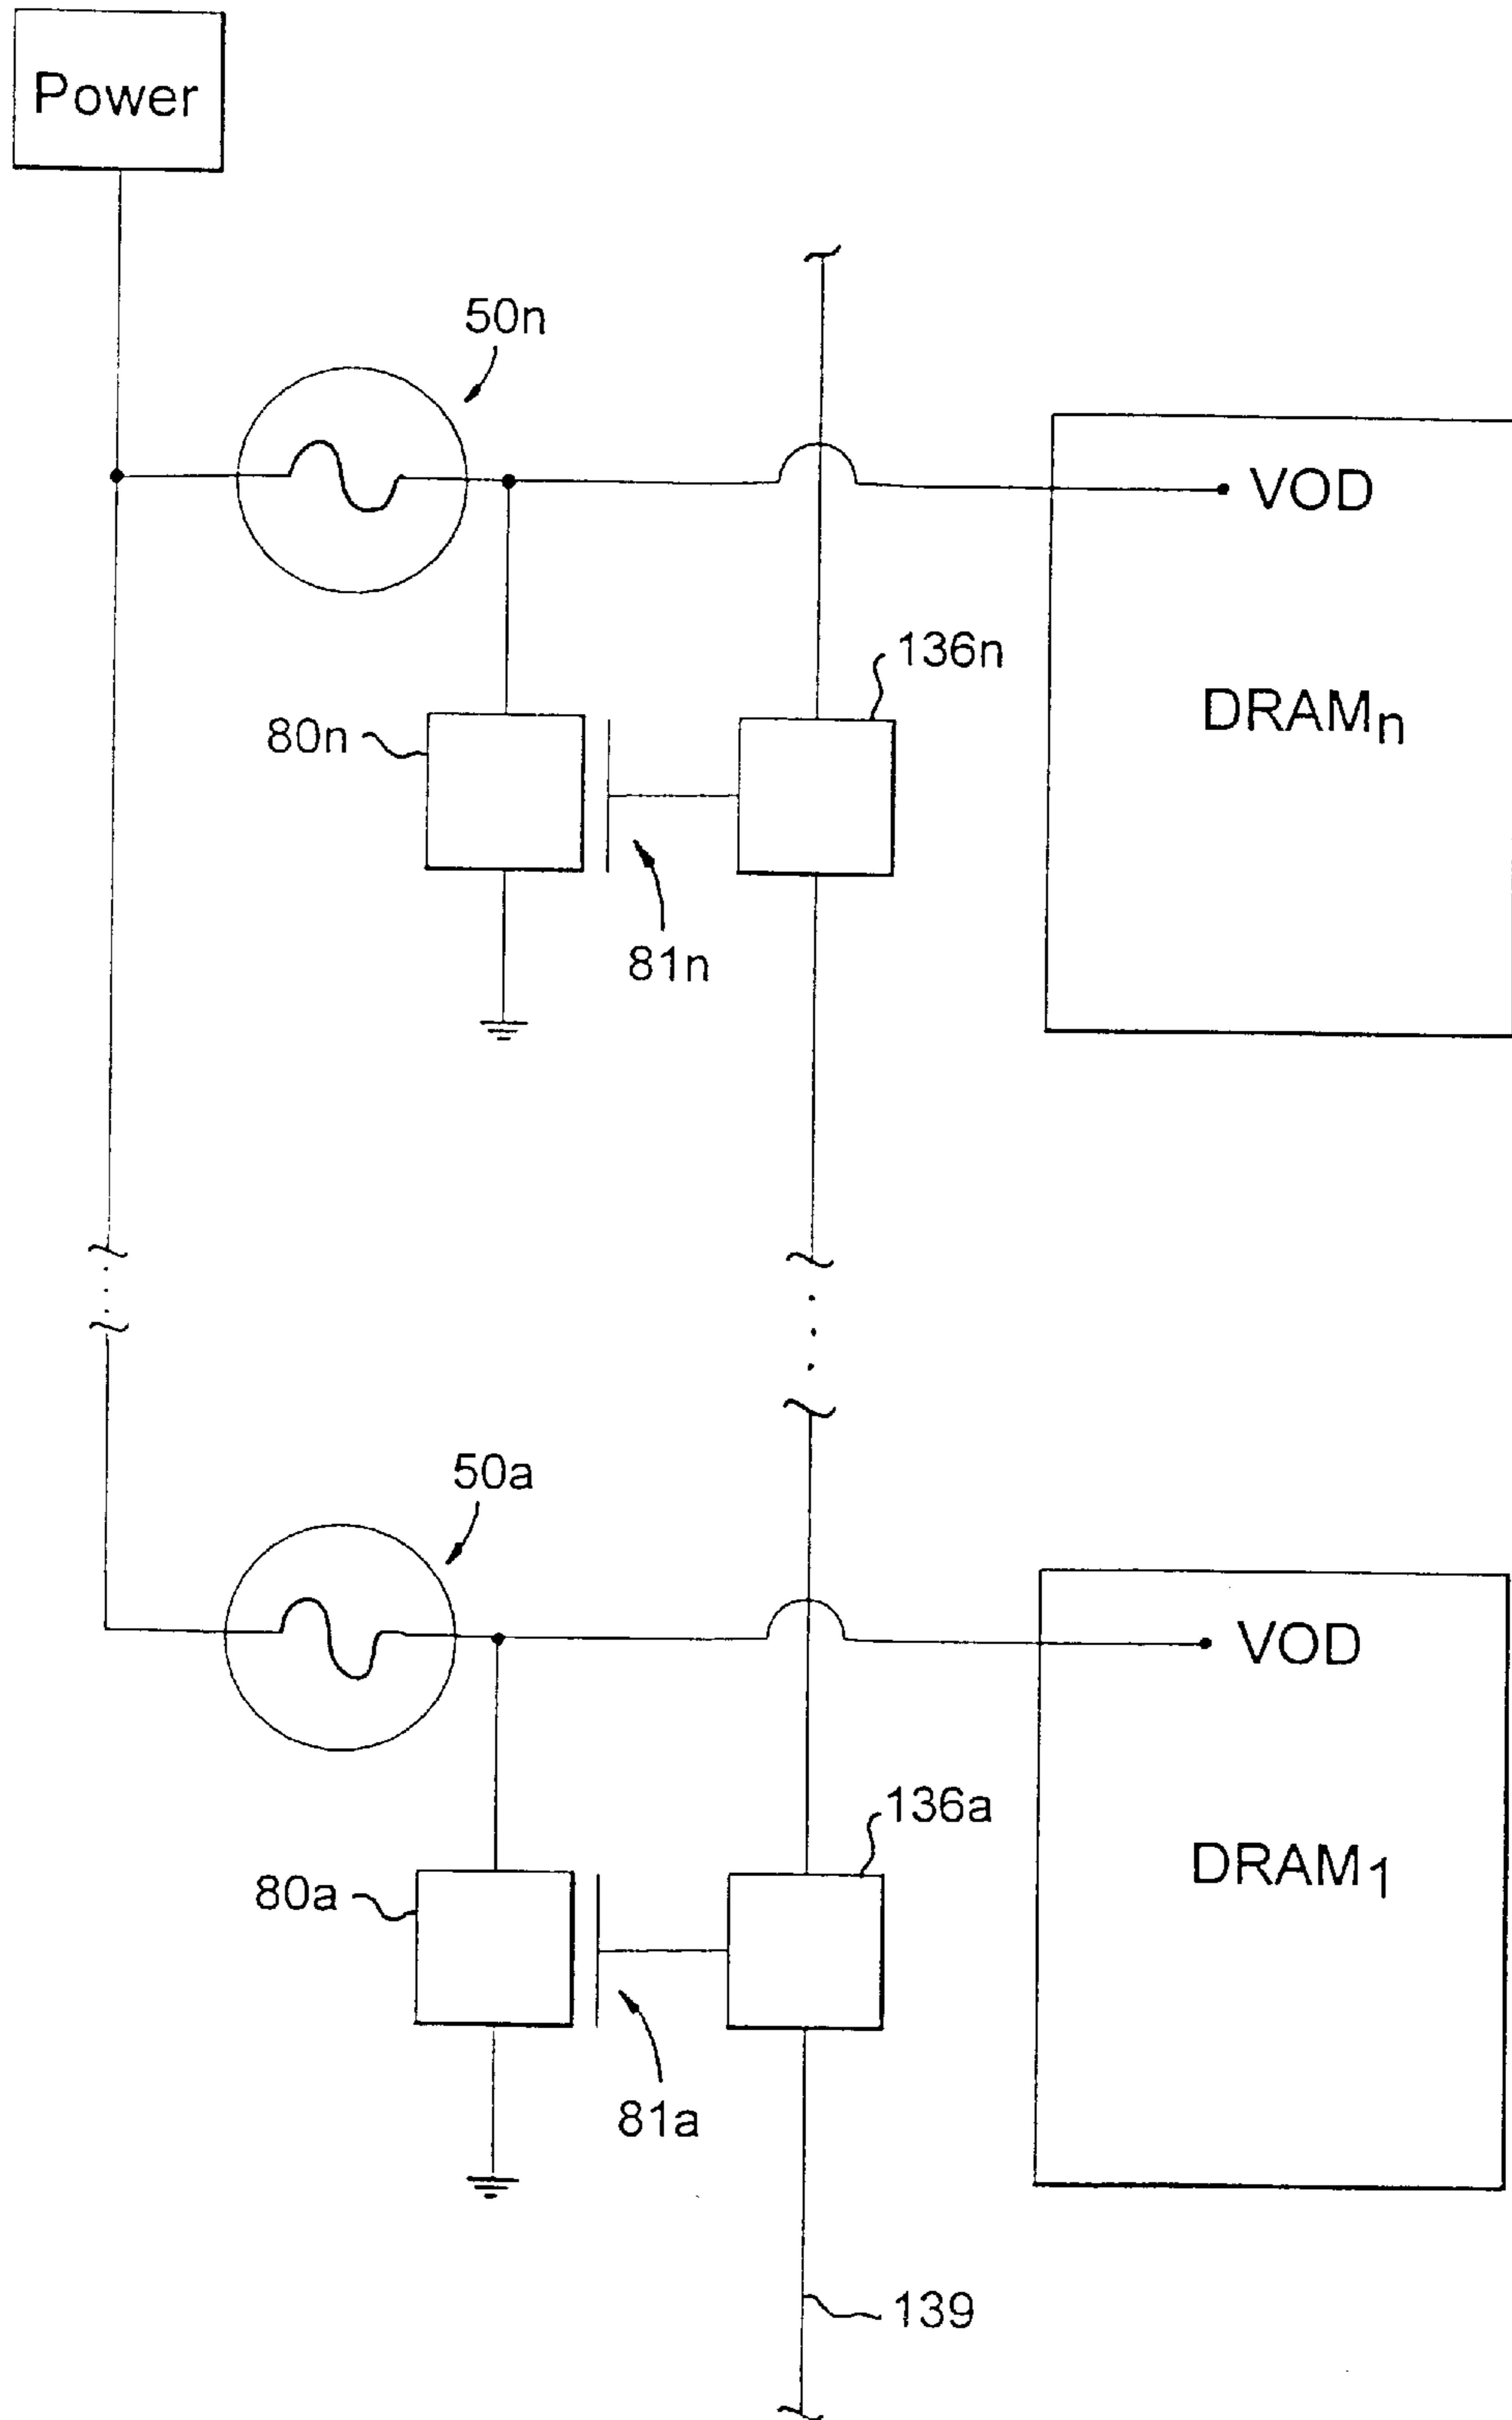 Power
50n
VOD
136n
80n
DRAMn
81n
50a
VOD
136a
80a
DRAM1
81a
139